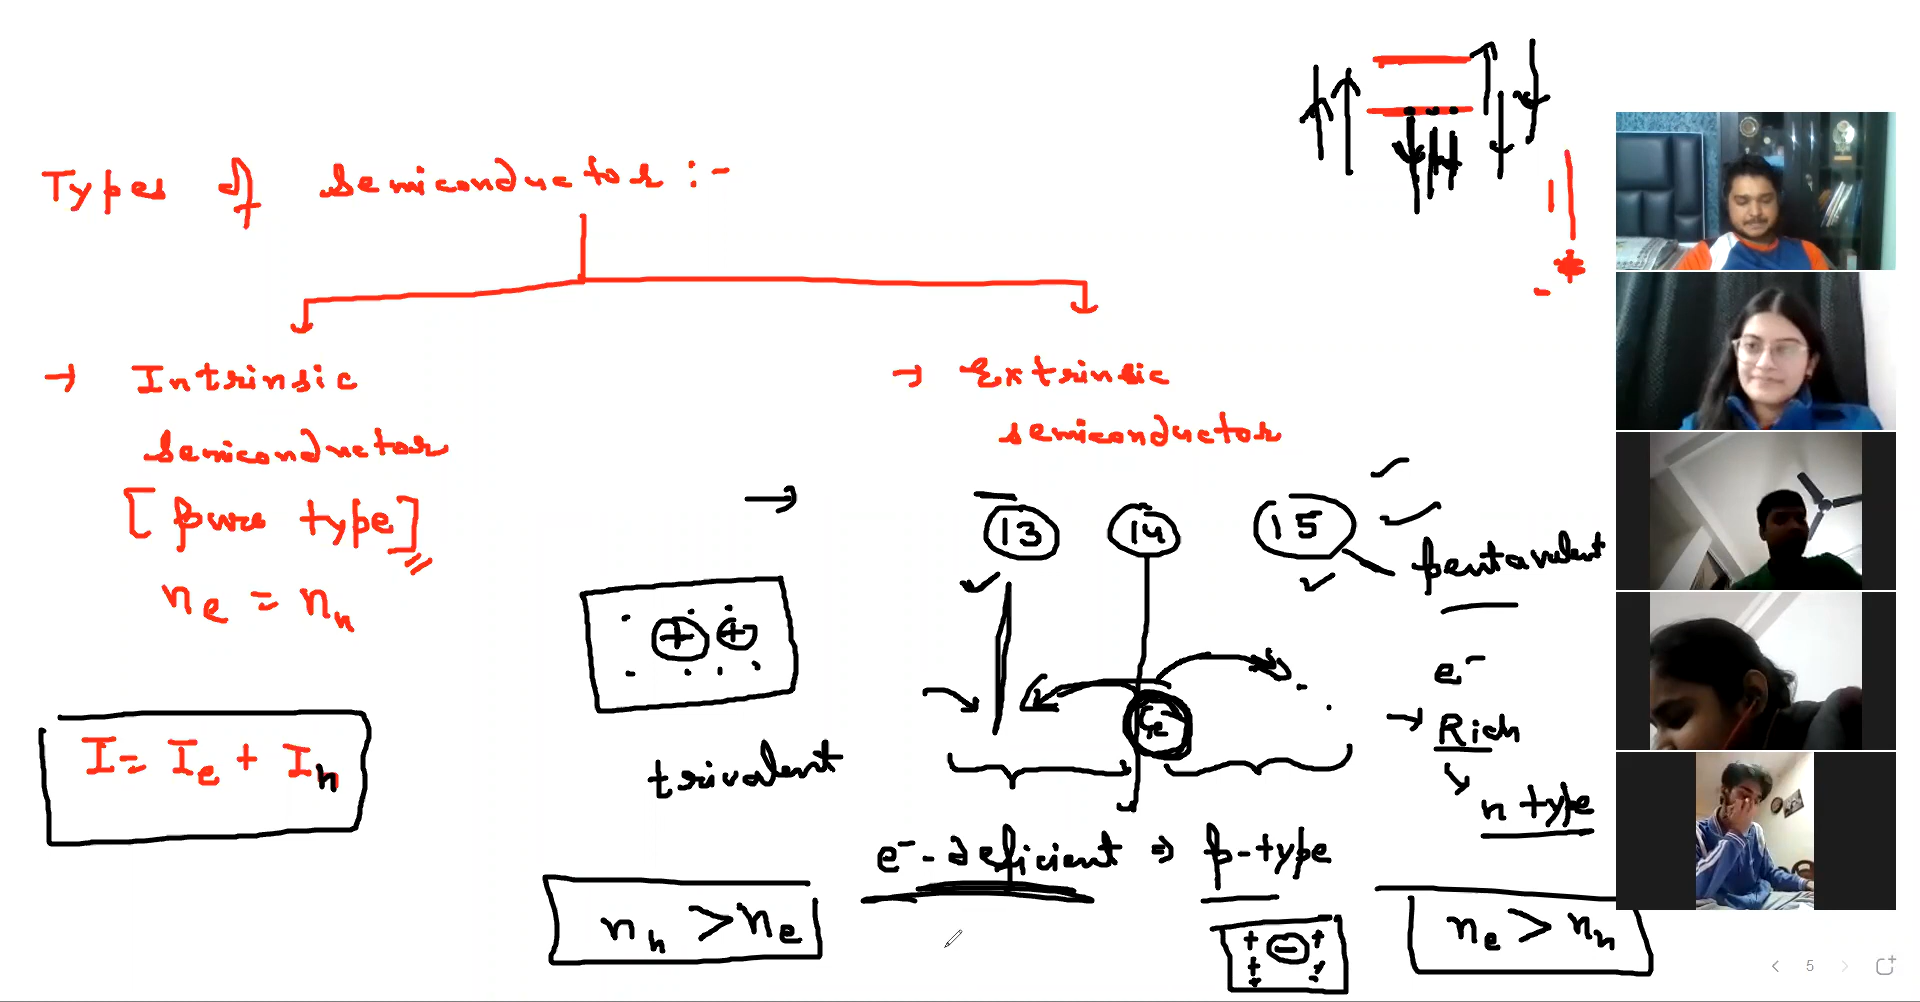 Types of Semiconductor :-
→ Intrinsic
Semiconductor
[Pure type]
ne = nh
I = Ie + Ih
→ Extrinsic
semiconductor
→ 13 14 15
pentavalent
+ +
e-
→ Rich
n type
Ge
trivalent
e- - deficient ⇒ p-type
nh > ne
+ - +
+
ne > nh
5